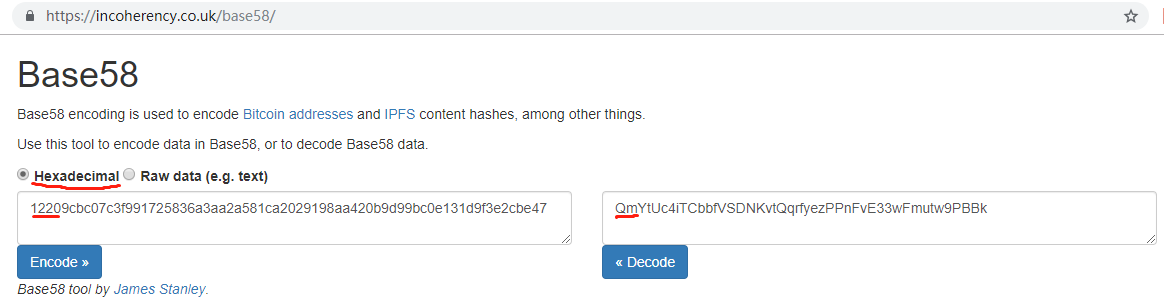 https://incoherency.co.uk/base58/
Base58
Base58 encoding is used to encode Bitcoin addresses and IPFS content hashes, among other things.
Use this tool to encode data in Base58, or to decode Base58 data.
Hexadecimal Raw data (e.g. text)
12209cbc07c3f991725836a3aa2a581ca2029198aa420b9d99bc0e131d9f3e2cbe47 QmYtUc4iTCbbfVSDNKvtQqrfyezPPnFvE33wFmutw9PBBk
Encode » « Decode
Base58 tool by James Stanley.